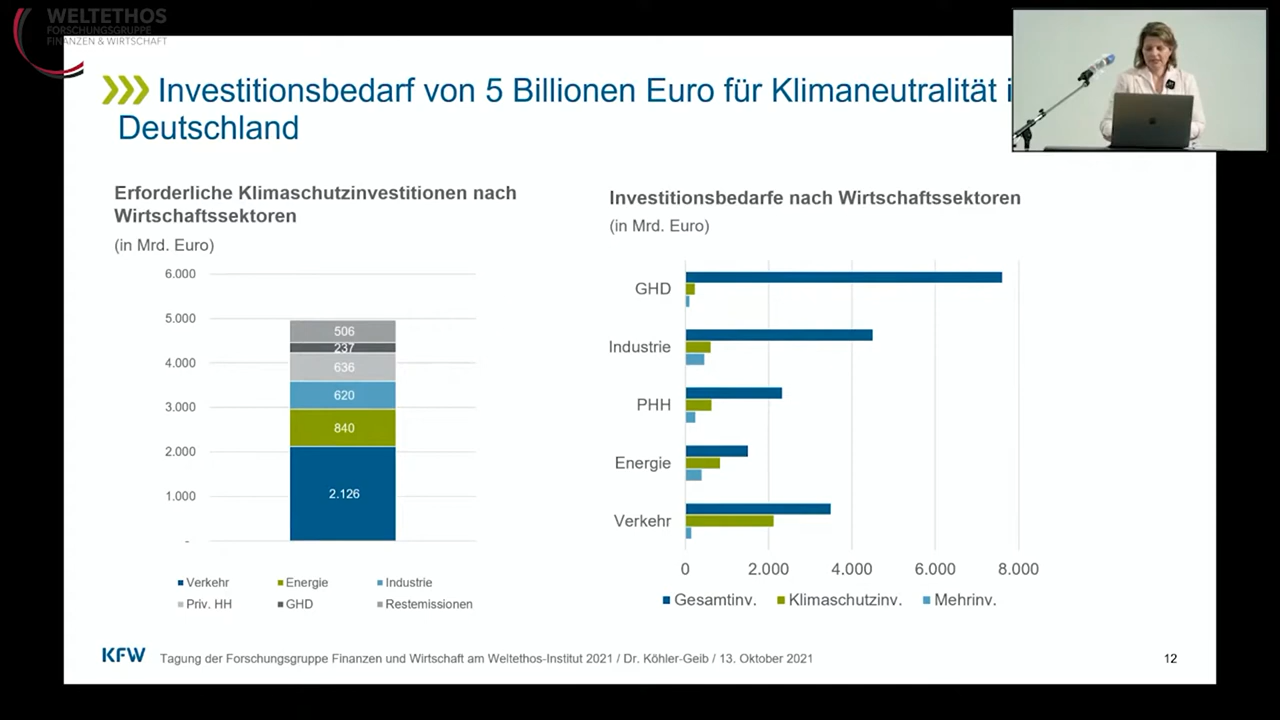 WELTETHOS
FORSCHUNGSGRUPPE
FINANZEN & WIRTSCHAFT
Investitionsbedarf von 5 Billionen Euro für Klimaneutralität
Deutschland
Erforderliche Klimaschutzinvestitionen nach
Wirtschaftssektoren
(in Mrd. Euro)
6.000
5.000
4.000
3.000
2.000
1.000
-
506
237
636
620
840
2.126
Verkehr Energie Industrie
Priv. HH GHD Restemissionen
Investitionsbedarfe nach Wirtschaftssektoren
(in Mrd. Euro)
GHD
Industrie
PHH
Energie
Verkehr
0 2.000 4.000 6.000 8.000
Gesamtinv. Klimaschutzinv. Mehrinv.
KFW Tagung der Forschungsgruppe Finanzen und Wirtschaft am Weltethos-Institut 2021 / Dr. Köhler-Geib / 13. Oktober 2021 12